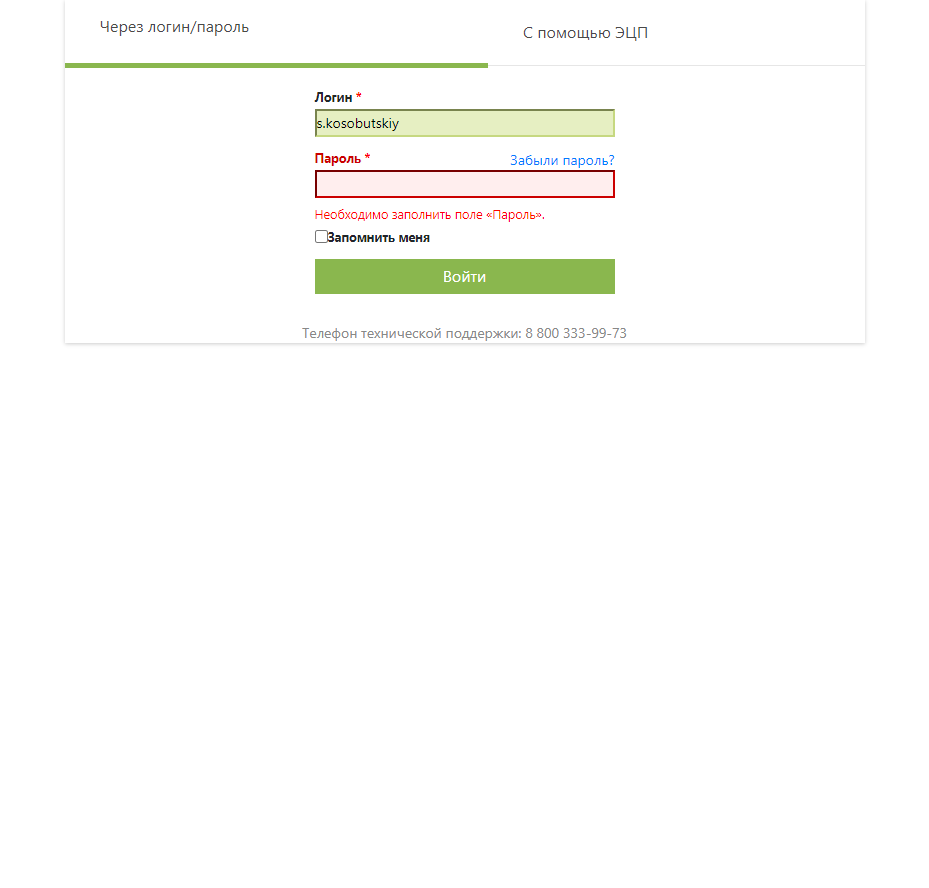 Через логин/пароль
С помощью ЭЦП
Логин *
s.kosobutskiy
Пароль *
Забыли пароль?
Необходимо заполнить поле «Пароль».
Запомнить меня
Войти
Телефон технической поддержки: 8 800 333-99-73